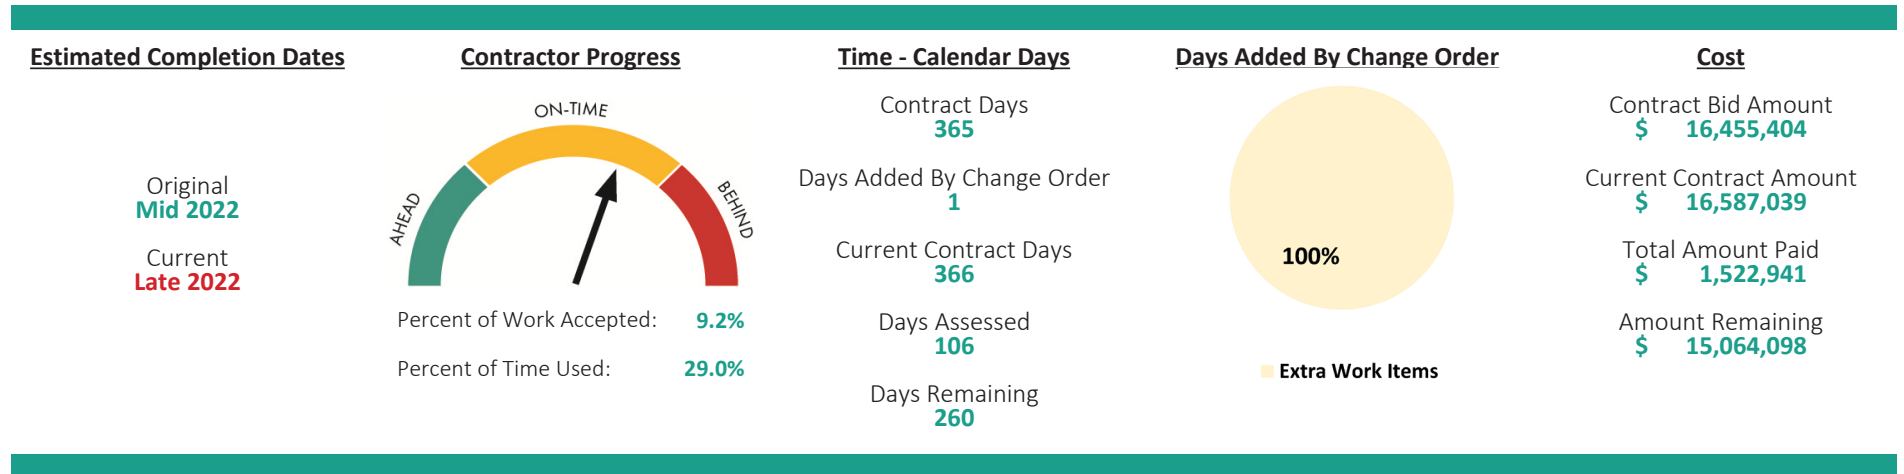 Estimated Completion Dates
Original
Mid 2022
Current
Late 2022
Contractor Progress
AHEAD
ON-TIME
BEHIND
Percent of Work Accepted: 9.2%
Percent of Time Used: 29.0%
Time - Calendar Days
Contract Days
365
Days Added By Change Order
1
Current Contract Days
366
Days Assessed
106
Days Remaining
260
Days Added By Change Order
100%
Extra Work Items
Cost
Contract Bid Amount
$ 16,455,404
Current Contract Amount
$ 16,587,039
Total Amount Paid
$ 1,522,941
Amount Remaining
$ 15,064,098